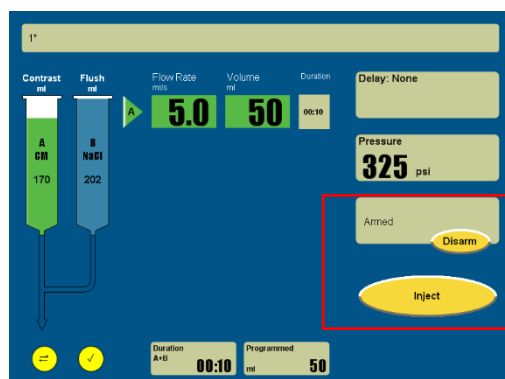 1*
Contrast
ml
Flush
ml
Flow Rate
ml/s
Volume
ml
Duration
Delay: None
A
5.0
50
00:10
A
CM
170
B
NaCl
202
Pressure
325 psi
Armed
Disarm
Inject
Duration
A+B
00:10
Programmed
ml
50